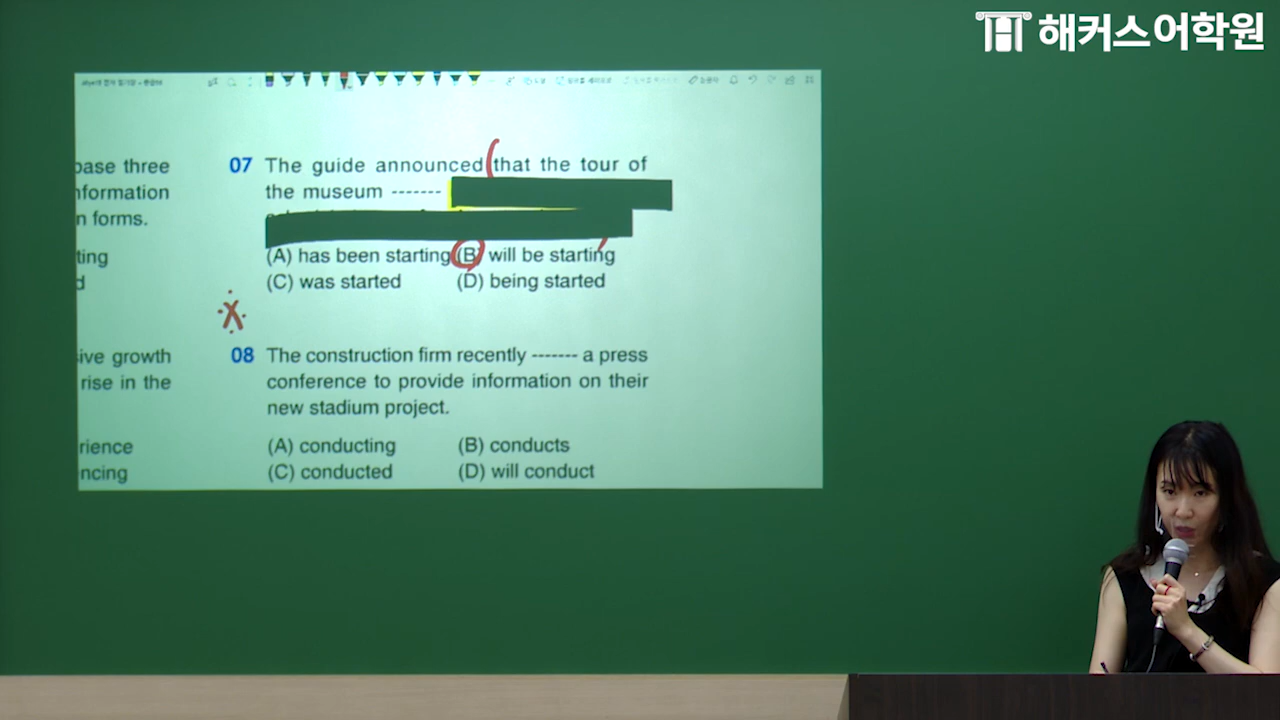 해커스어학원
base three
nformation
n forms.
ting
d
ive growth
rise in the
rience
ncing
07 The guide announced that the tour of
the museum -------
(A) has been starting (B) will be starting
(C) was started (D) being started
08 The construction firm recently ------- a press
conference to provide information on their
new stadium project.
(A) conducting (B) conducts
(C) conducted (D) will conduct